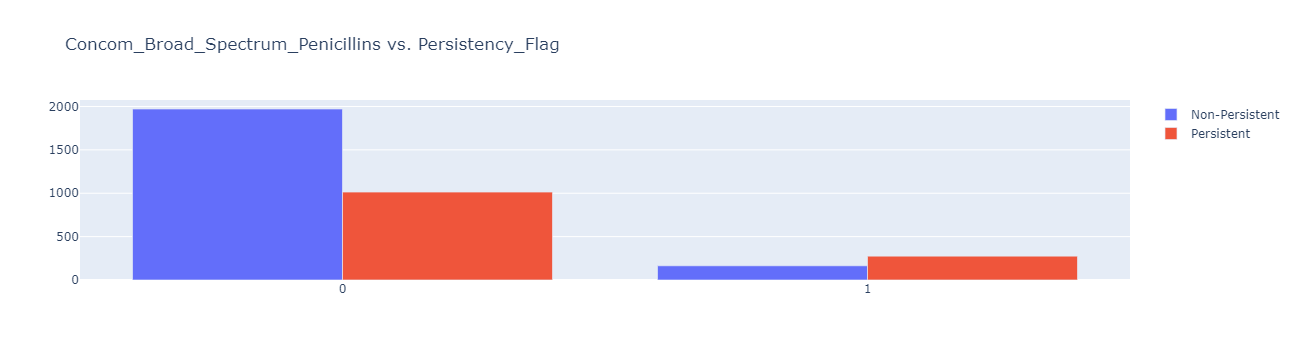 Concom_Broad_Spectrum_Penicillins vs. Persistency_Flag
2000
1500
1000
500
0
0
1
Non-Persistent
Persistent